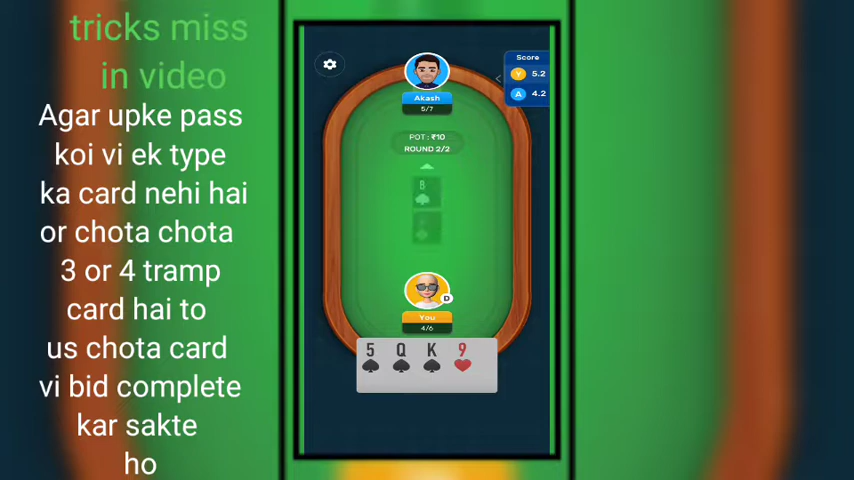 tricks miss
in video
Agar upke pass
koi vi ek type
ka card nehi hai
or chota chota
3 or 4 tramp
card hai to
us chota card
vi bid complete
kar sakte
ho
Score
Y 5.2
A 4.2
Akash
5/7
POT: ₹10
ROUND 2/2
8
D
You
4/6
5 Q K 9